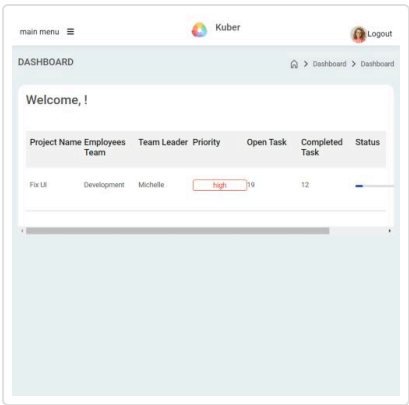 main menu
Kuber
Logout
DASHBOARD
Dashboard
Dashboard
Welcome, !
Project Name Employees Team Team Leader Priority Open Task Completed Task Status
Fix UI Development Michelle high 19 12